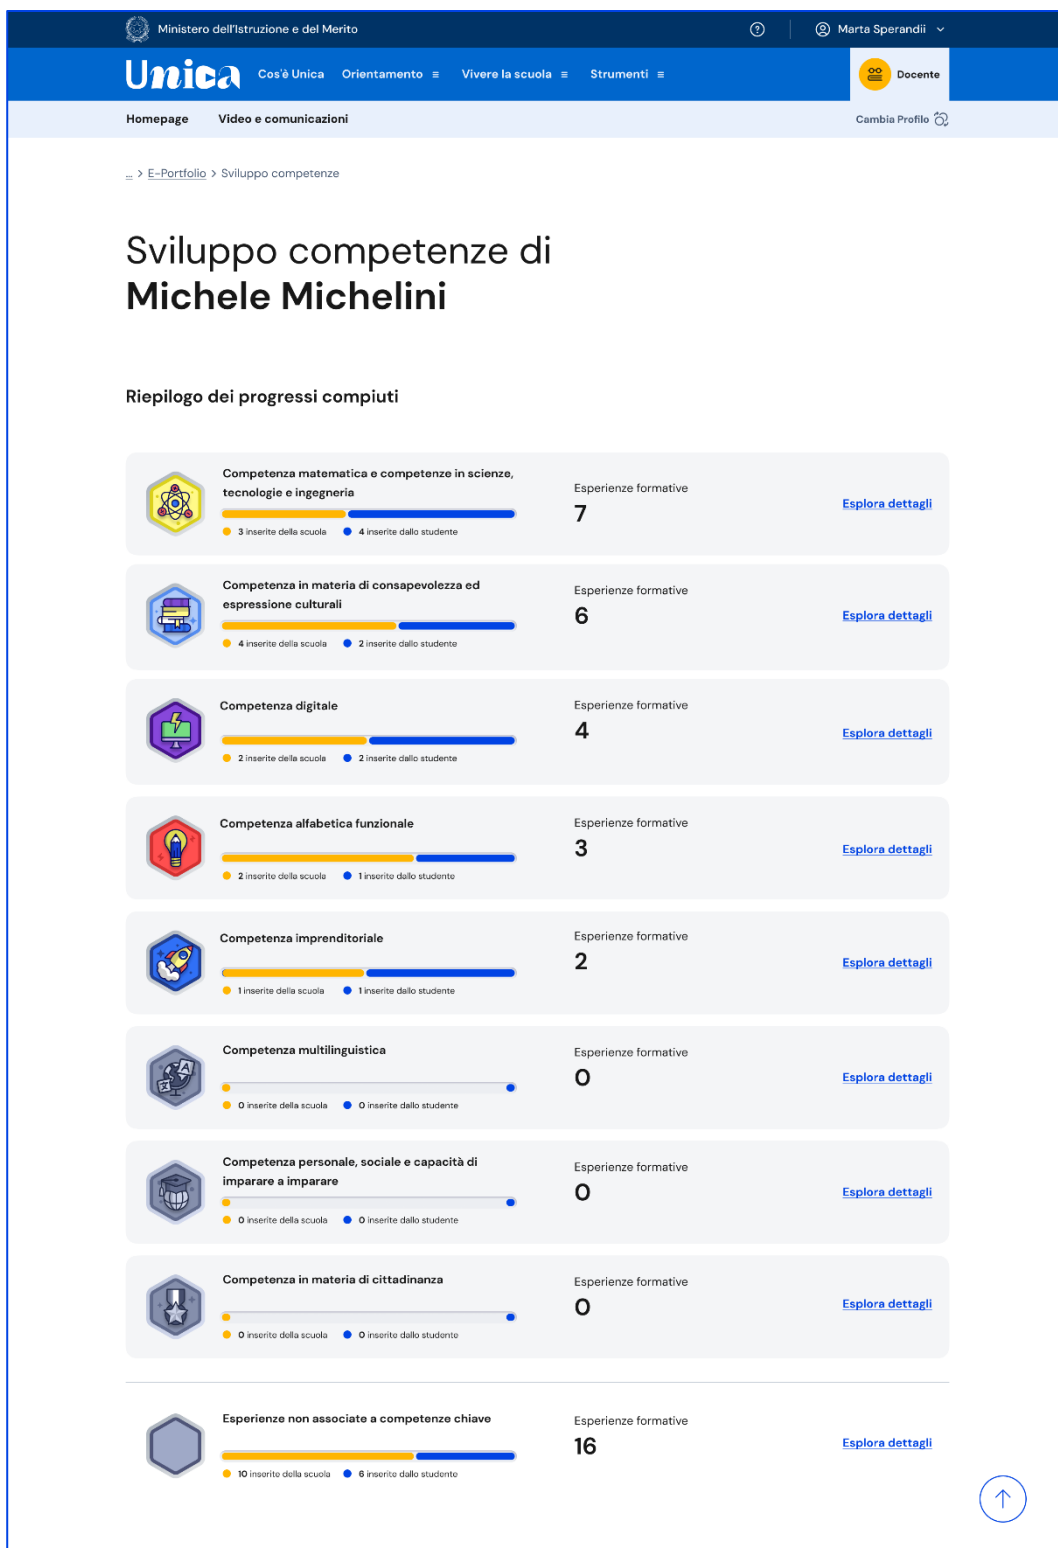 Ministero dell'Istruzione e del Merito
Marta Sperandii
Unica
Cos'è Unica Orientamento Vivere la scuola Strumenti
Docente
Homepage Video e comunicazioni
Cambia Profilo
... > E-Portfolio > Sviluppo competenze
Sviluppo competenze di
Michele Michelini
Riepilogo dei progressi compiuti
Competenza matematica e competenze in scienze,
tecnologie e ingegneria
3 inserite della scuola 4 inserite dallo studente
Esperienze formative
7
Esplora dettagli
Competenza in materia di consapevolezza ed
espressione culturali
4 inserite della scuola 2 inserite dallo studente
Esperienze formative
6
Esplora dettagli
Competenza digitale
2 inserite della scuola 2 inserite dallo studente
Esperienze formative
4
Esplora dettagli
Competenza alfabetica funzionale
2 inserite della scuola 1 inserite dallo studente
Esperienze formative
3
Esplora dettagli
Competenza imprenditoriale
1 inserite della scuola 1 inserite dallo studente
Esperienze formative
2
Esplora dettagli
Competenza multilinguistica
0 inserite della scuola 0 inserite dallo studente
Esperienze formative
0
Esplora dettagli
Competenza personale, sociale e capacità di
imparare a imparare
0 inserite della scuola 0 inserite dallo studente
Esperienze formative
0
Esplora dettagli
Competenza in materia di cittadinanza
0 inserite della scuola 0 inserite dallo studente
Esperienze formative
0
Esplora dettagli
Esperienze non associate a competenze chiave
10 inserite della scuola 6 inserite dallo studente
Esperienze formative
16
Esplora dettagli